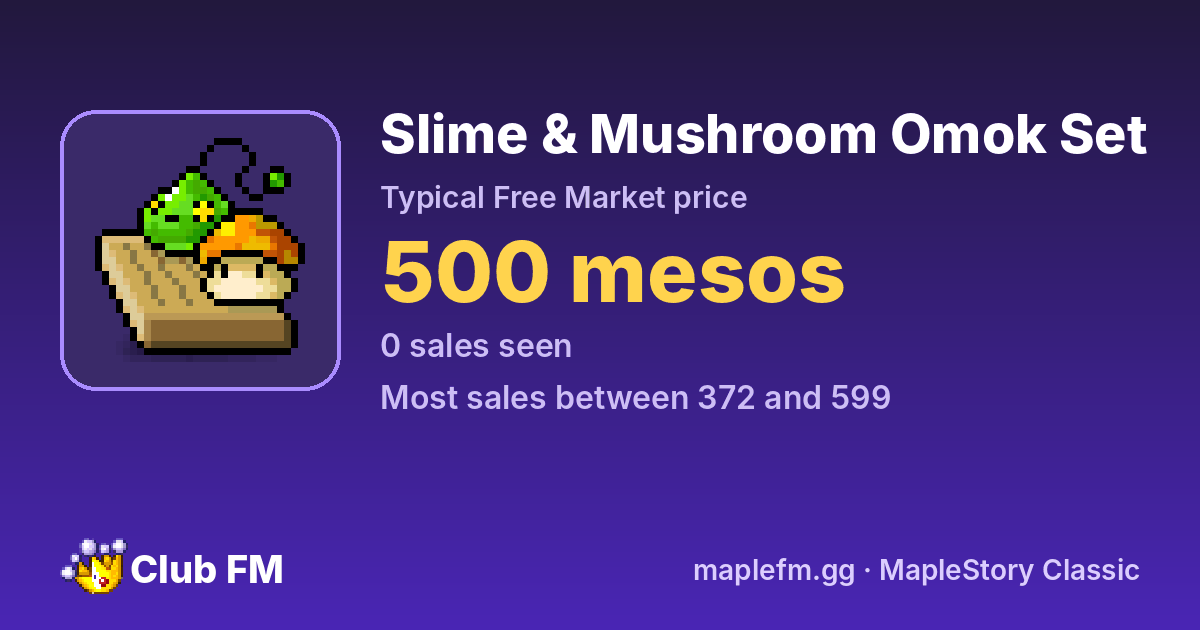 Slime & Mushroom Omok Set
Typical Free Market price
500 mesos
0 sales seen
Most sales between 372 and 599
Club FM
maplefm.gg · MapleStory Classic